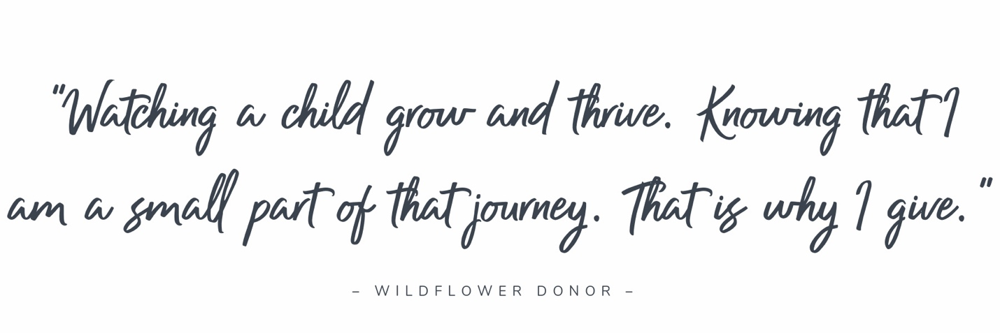 "Watching a child grow and thrive. Knowing that I
am a small part of that journey. That is why I give."
– WILDFLOWER DONOR –